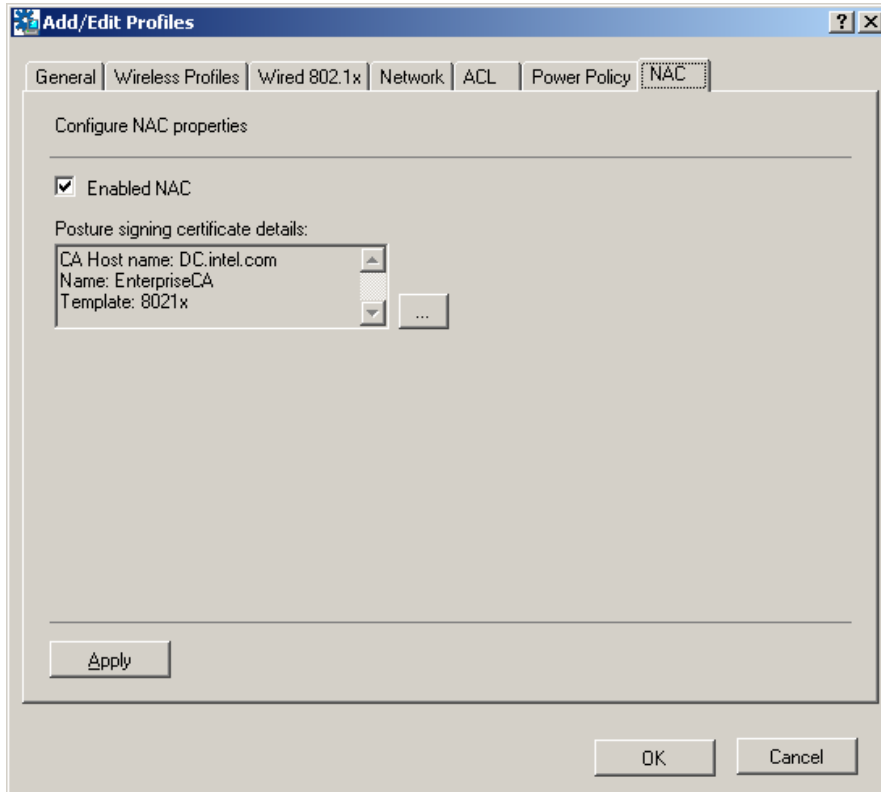 Add/Edit Profiles
General Wireless Profiles Wired 802.1x Network ACL Power Policy NAC
Configure NAC properties
Enabled NAC
Posture signing certificate details:
CA Host name: DC.intel.com
Name: EnterpriseCA
Template: 8021x
...
Apply
OK Cancel